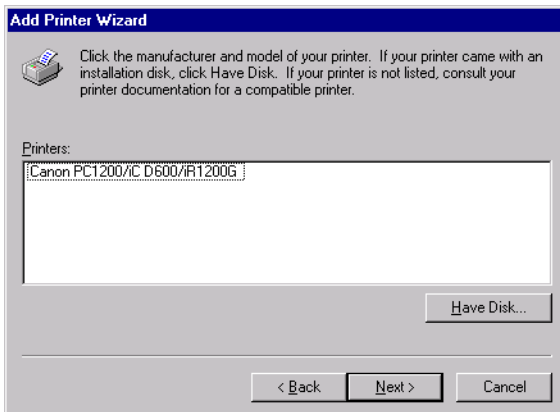 Add Printer Wizard
Click the manufacturer and model of your printer. If your printer came with an
installation disk, click Have Disk. If your printer is not listed, consult your
printer documentation for a compatible printer.
Printers:
Canon PC1200/iC D600/iR1200G
Have Disk...
< Back
Next >
Cancel